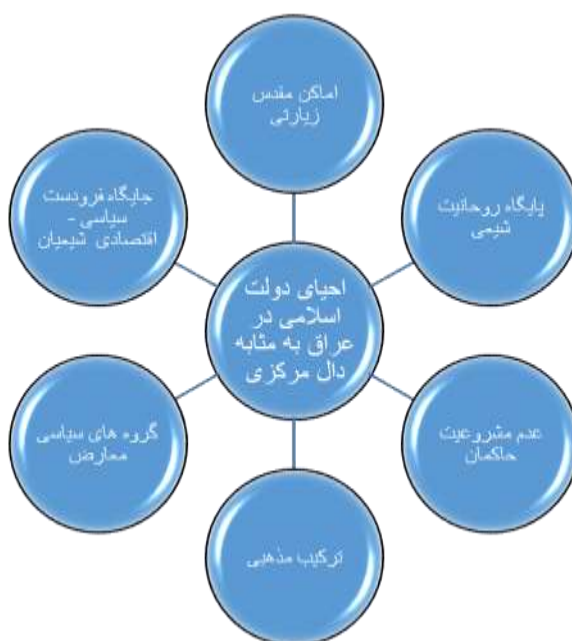 اماکن مقدس
زیارتی
پایگاه روحانیت
شیعی
عدم مشروعیت
حاکمان
ترکیب مذهبی
گروه های سیاسی
معارض
جایگاه فرودست
سیاسی -
اقتصادی شیعیان
احیای دولت
اسلامی در
عراق به مثابه
دال مرکزی